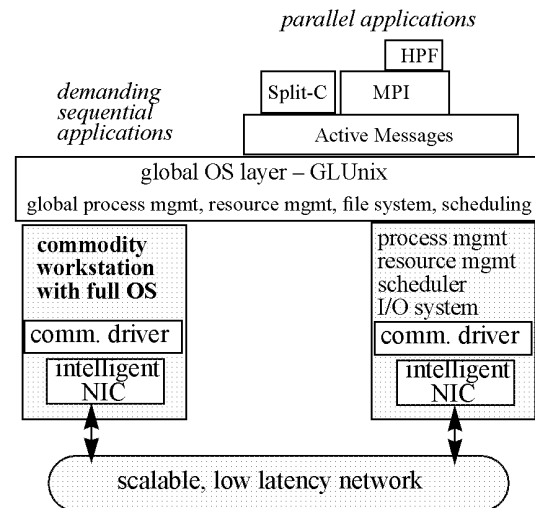 parallel applications
HPF
demanding
sequential
applications
Split-C
MPI
Active Messages
global OS layer – GLUnix
global process mgmt, resource mgmt, file system, scheduling
commodity
workstation
with full OS
comm. driver
intelligent
NIC
process mgmt
resource mgmt
scheduler
I/O system
comm. driver
intelligent
NIC
scalable, low latency network